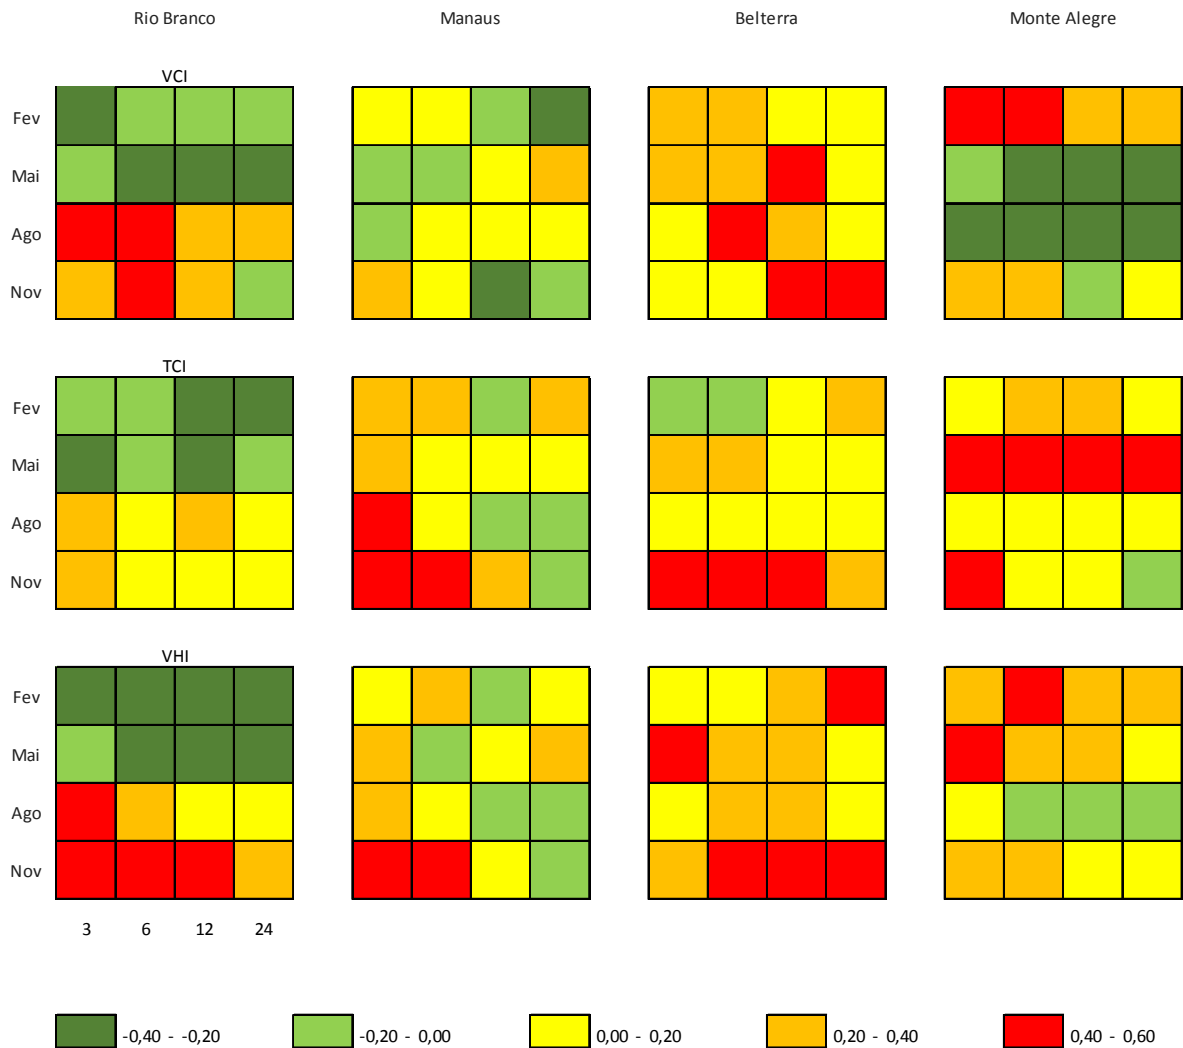 Rio Branco Manaus Belterra Monte Alegre
VCI
Fev
Mai
Ago
Nov
TCI
Fev
Mai
Ago
Nov
VHI
Fev
Mai
Ago
Nov
3 6 12 24
-0,40 - -0,20 -0,20 - 0,00 0,00 - 0,20 0,20 - 0,40 0,40 - 0,60